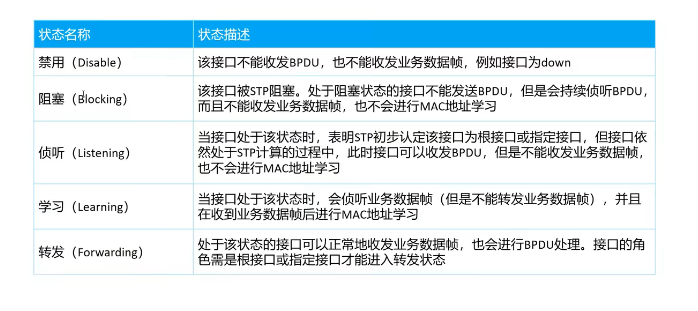 状态名称
状态描述
禁用（Disable）
该接口不能收发BPDU，也不能收发业务数据帧，例如接口为down
阻塞（Blocking）
该接口被STP阻塞。处于阻塞状态的接口不能发送BPDU，但是会持续侦听BPDU，
而且不能收发业务数据帧，也不会进行MAC地址学习
侦听（Listening）
当接口处于该状态时，表明STP初步认定该接口为根接口或指定接口，但接口依
然处于STP计算的过程中，此时接口可以收发BPDU，但是不能收发业务数据帧，
也不会进行MAC地址学习
学习（Learning）
当接口处于该状态时，会侦听业务数据帧（但是不能转发业务数据帧），并且
在收到业务数据帧后进行MAC地址学习
转发（Forwarding）
处于该状态的接口可以正常地收发业务数据帧，也会进行BPDU处理。接口的角
色需是根接口或指定接口才能进入转发状态